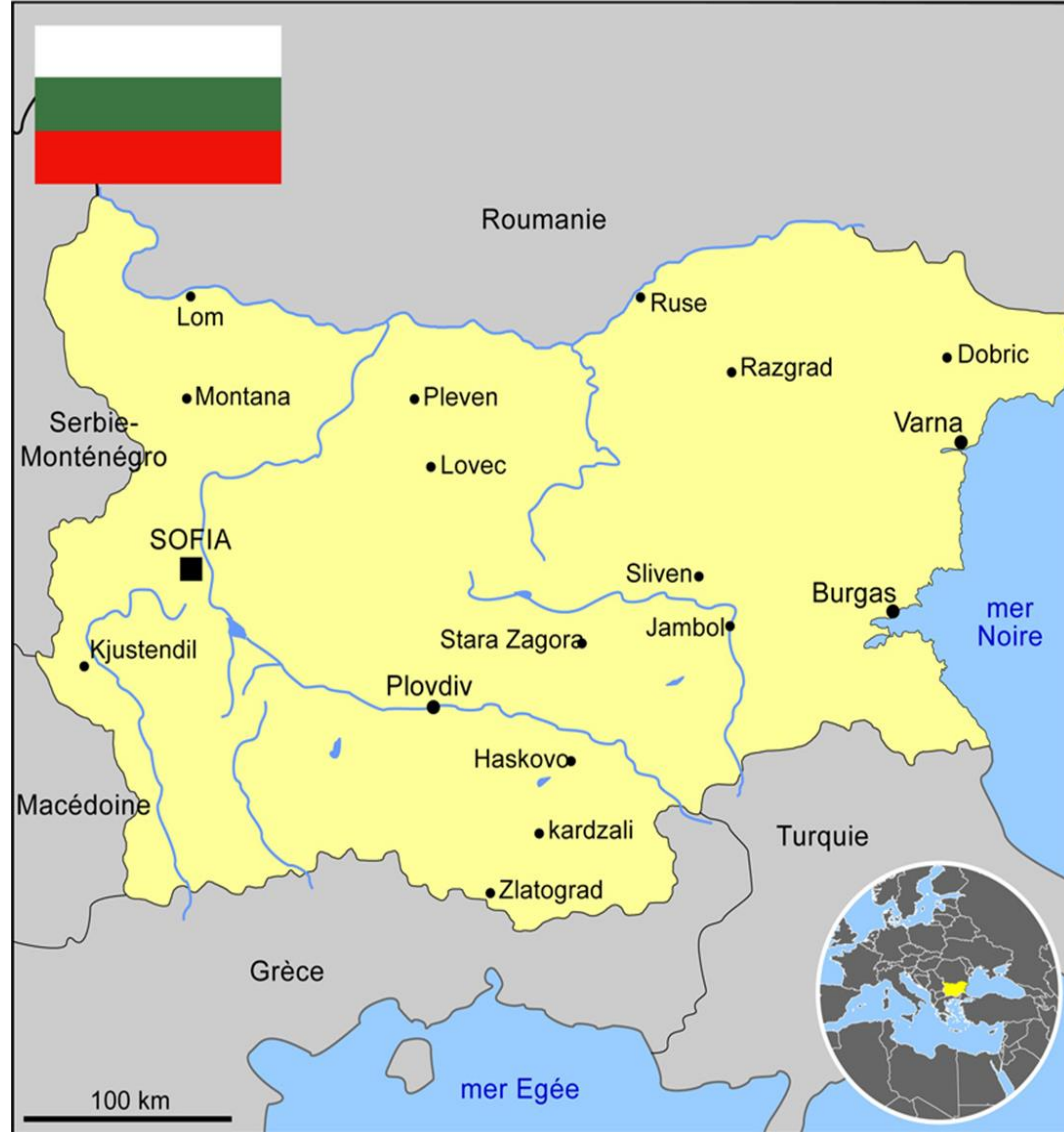 Roumanie
Lom
Ruse
Razgrad
Dobric
Montana
Pleven
Serbie-
Monténégro
Varna
Lovec
SOFIA
Sliven
Burgas
mer
Noire
Stara Zagora
Jambol
Kjustendil
Plovdiv
Haskovo
Macédoine
kardzali
Turquie
Zlatograd
Grèce
mer Egée
100 km